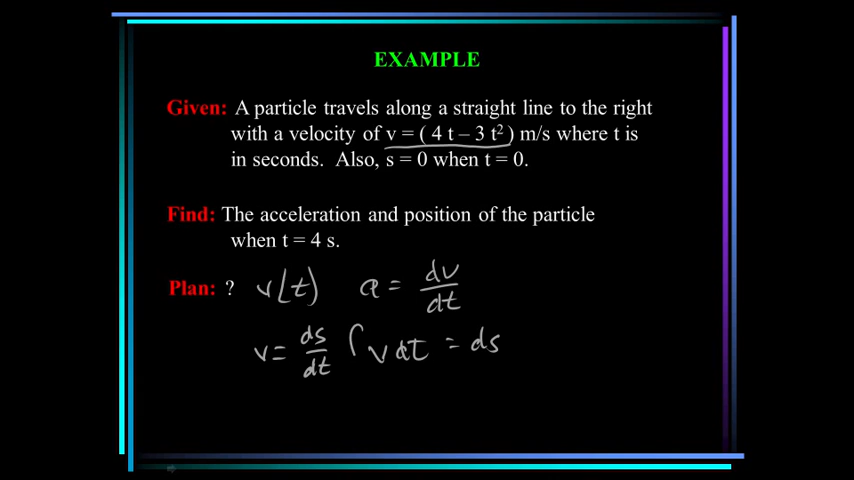 EXAMPLE
Given: A particle travels along a straight line to the right
with a velocity of v = ( 4 t – 3 t² ) m/s where t is
in seconds. Also, s = 0 when t = 0.
Find: The acceleration and position of the particle
when t = 4 s.
Plan: ? v(t) a = dv/dt
v = ds/dt ∫ v dt = ds